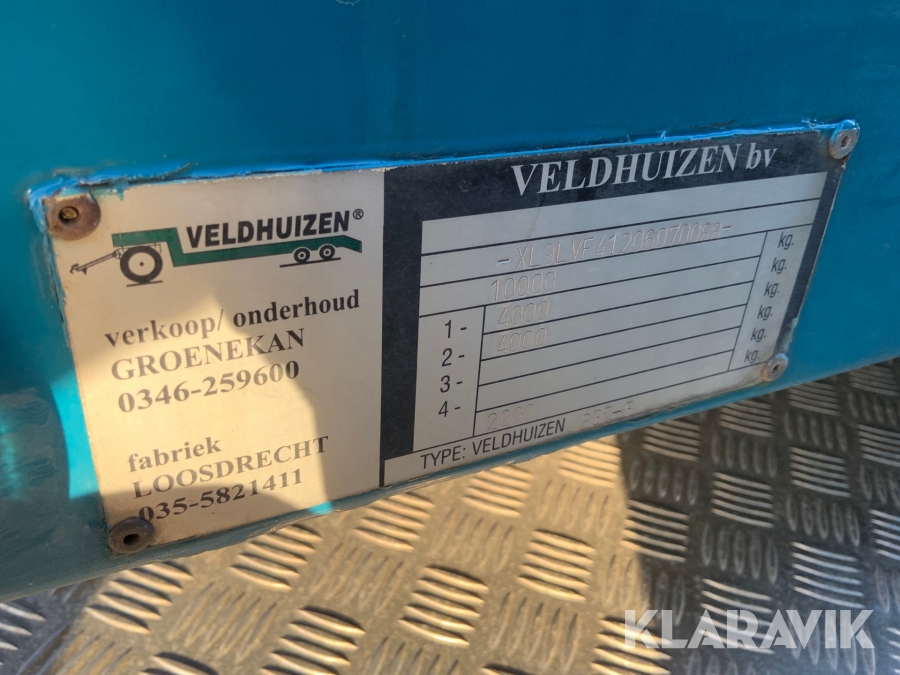 VELDHUIZEN®
verkoop/ onderhoud
GROENEKAN
0346-259600
fabriek
LOOSDRECHT
035-5821411
VELDHUIZEN bv
10000 kg.
1- 4000 kg.
2- 4000 kg.
3- kg.
4- kg.
kg.
TYPE: VELDHUIZEN
KLARAVIK